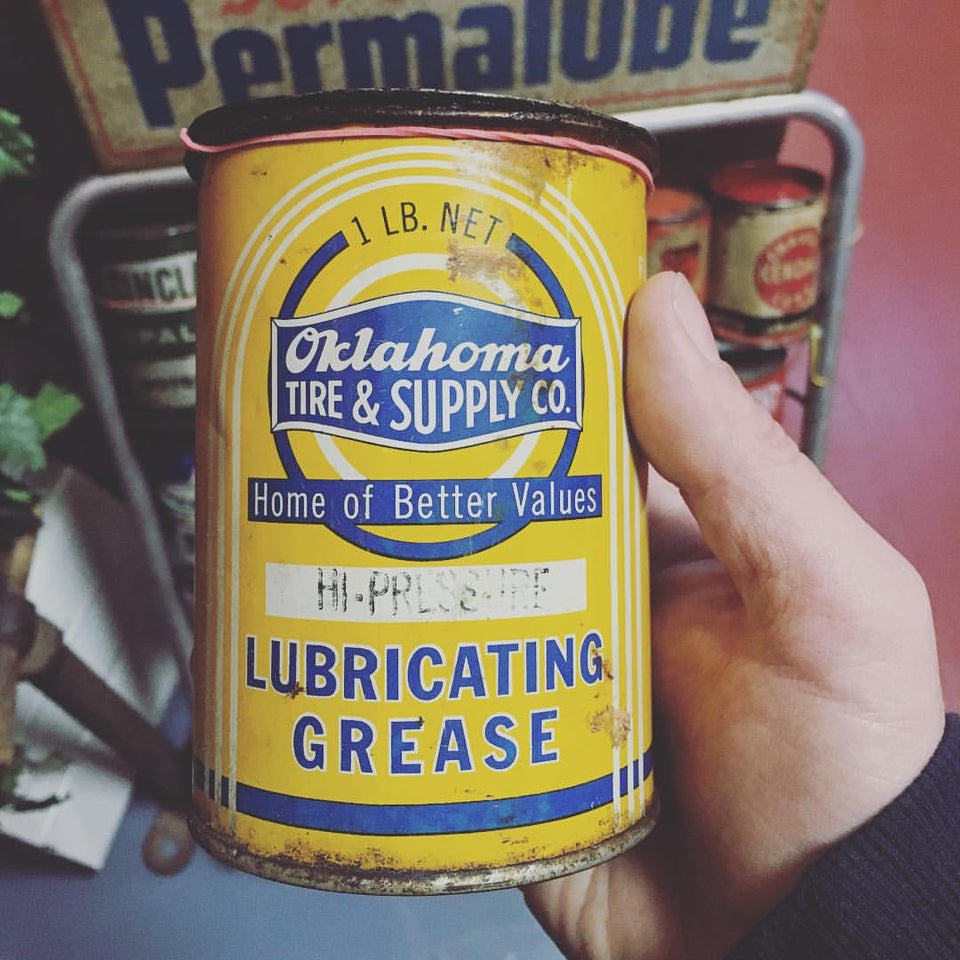 Permalube
1 LB. NET
Oklahoma
TIRE & SUPPLY CO.
Home of Better Values
HI-PRESSURE
LUBRICATING
GREASE